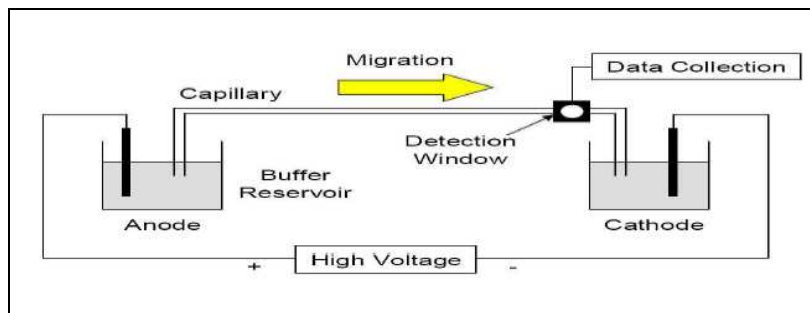 Migration
Data Collection
Capillary
Detection
Window
Buffer
Reservoir
Anode
Cathode
+ High Voltage -